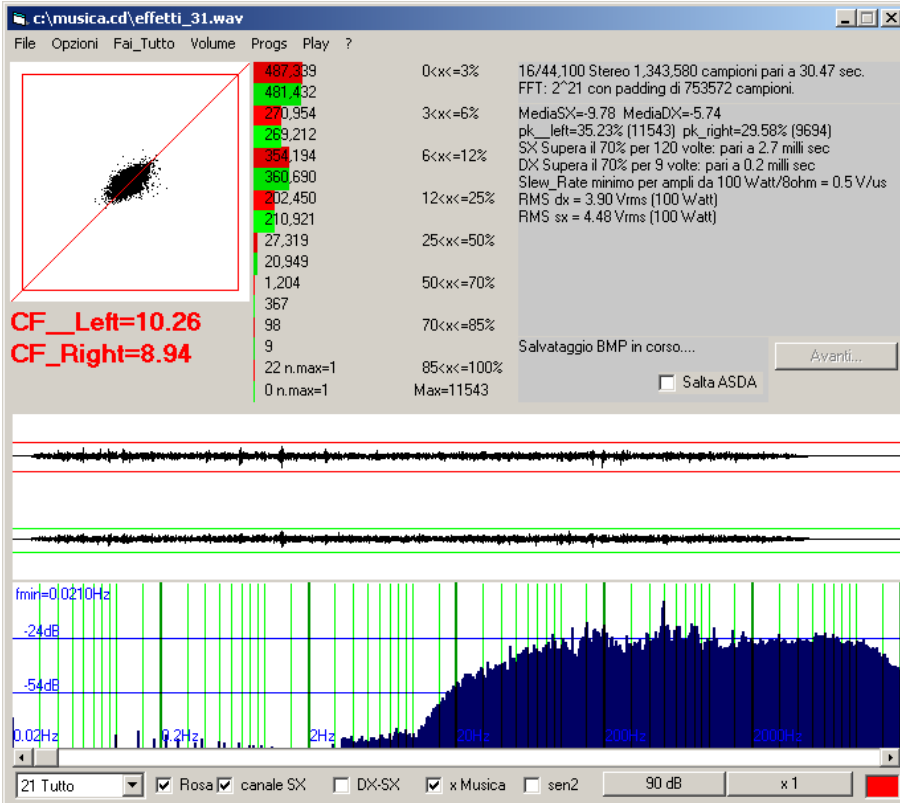 c:\musica.cd\effetti_31.wav
File Opzioni Fai_Tutto Volume Progs Play ?
487,339 0<x<=3%
481,432
270,954 3<x<=6%
269,212
354,194 6<x<=12%
360,690
202,450 12<x<=25%
210,921
27,319 25<x<=50%
20,949
1,204 50<x<=70%
367
98 70<x<=85%
9
22 n.max=1 85<x<=100%
0 n.max=1 Max=11543
16/44,100 Stereo 1,343,580 campioni pari a 30.47 sec.
FFT: 2^21 con padding di 753572 campioni.
MediaSX=-9.78 MediaDX=-5.74
pk__left=35.23% (11543) pk_right=29.58% (9694)
SX Supera il 70% per 120 volte: pari a 2.7 milli sec
DX Supera il 70% per 9 volte: pari a 0.2 milli sec
Slew_Rate minimo per ampli da 100 Watt/8ohm = 0.5 V/us
RMS dx = 3.90 Vrms (100 Watt)
RMS sx = 4.48 Vrms (100 Watt)
CF__Left=10.26
CF_Right=8.94
Salvataggio BMP in corso....
Avanti...
Salta ASDA
fmin=0.0210Hz
-24dB
-54dB
0.02Hz 0.2Hz 2Hz 20Hz 200Hz 2000Hz
21 Tutto Rosa canale SX DX-SX x Musica sen2 90 dB x 1